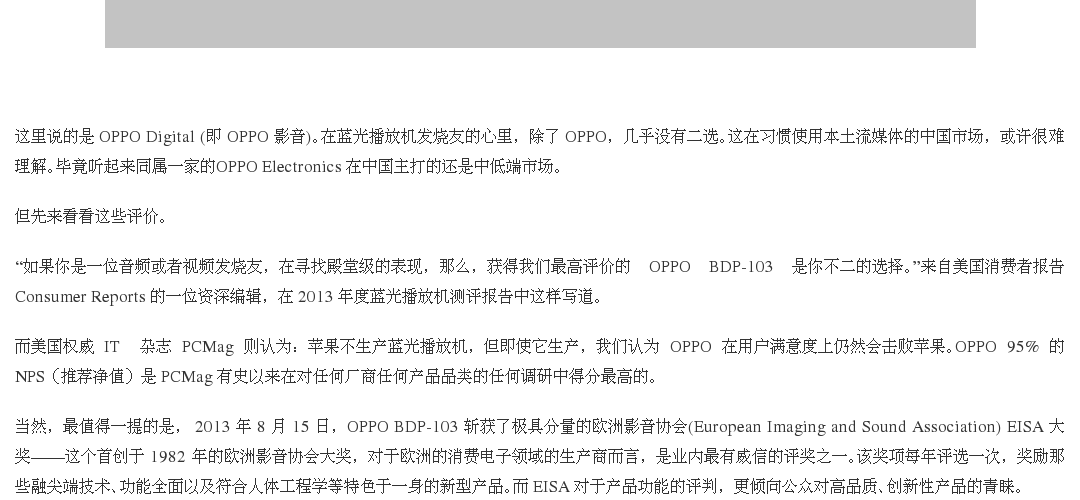 这里说的是 OPPO Digital (即 OPPO 影音)。在蓝光播放机发烧友的心里，除了 OPPO，几乎没有二选。这在习惯使用本土流媒体的中国市场，或许很难
理解。毕竟听起来同属一家的OPPO Electronics 在中国主打的还是中低端市场。
但先来看看这些评价。
“如果你是一位音频或者视频发烧友，在寻找殿堂级的表现，那么，获得我们最高评价的 OPPO BDP-103 是你不二的选择。”来自美国消费者报告
Consumer Reports 的一位资深编辑，在 2013 年度蓝光播放机测评报告中这样写道。
而美国权威 IT 杂志 PCMag 则认为：苹果不生产蓝光播放机，但即使它生产，我们认为 OPPO 在用户满意度上仍然会击败苹果。OPPO 95% 的
NPS（推荐净值）是 PCMag 有史以来在对任何厂商任何产品品类的任何调研中得分最高的。
当然，最值得一提的是， 2013 年 8 月 15 日，OPPO BDP-103 斩获了极具分量的欧洲影音协会(European Imaging and Sound Association) EISA 大
奖——这个首创于 1982 年的欧洲影音协会大奖，对于欧洲的消费电子领域的生产商而言，是业内最有威信的评奖之一。该奖项每年评选一次，奖励那
些融尖端技术、功能全面以及符合人体工程学等特色于一身的新型产品。而 EISA 对于产品功能的评判，更倾向公众对高品质、创新性产品的青睐。